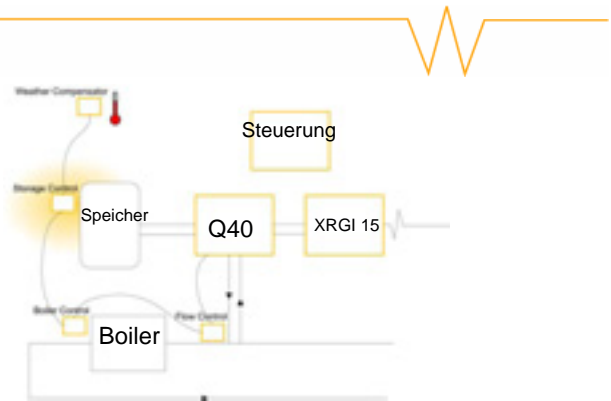 Weather Compensator
Steuerung
Storage Control
Speicher
Q40
XRGI 15
Boiler Control
Flow Control
Boiler